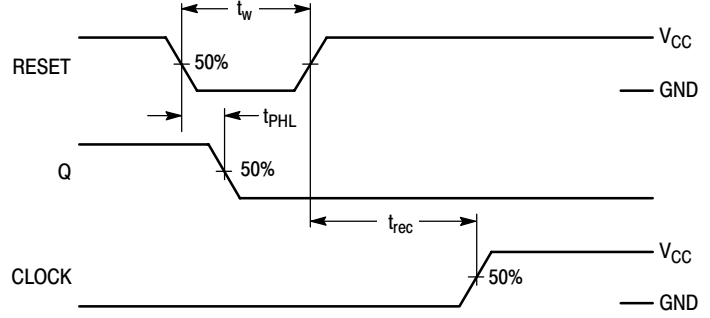 t_w
V_CC
RESET
50%
GND
t_PHL
Q
50%
t_rec
V_CC
CLOCK
50%
GND